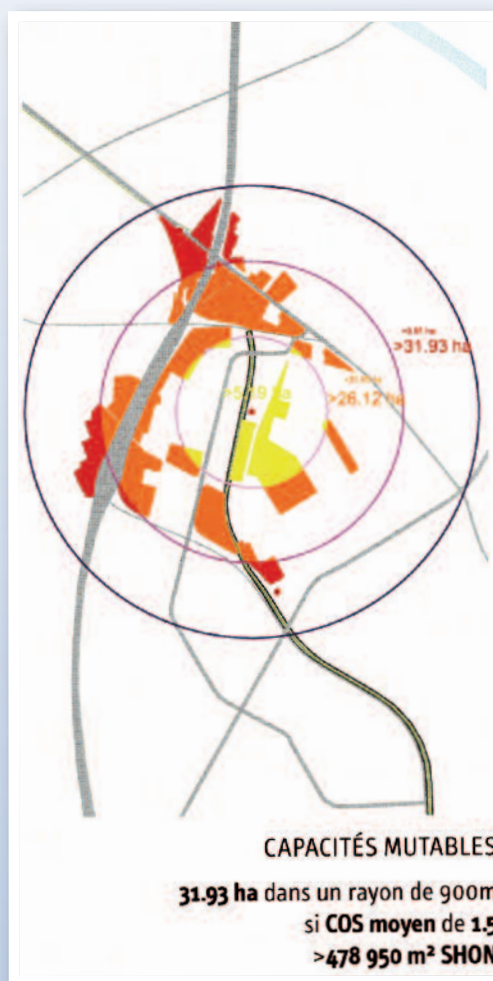 >31.93 ha
>26.12 ha
CAPACITÉS MUTABLES
31.93 ha dans un rayon de 900m
si COS moyen de 1.5
>478 950 m² SHON